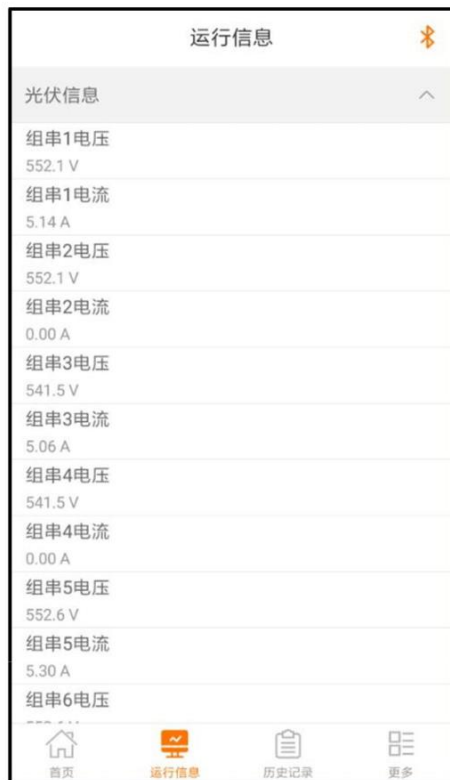 运行信息
光伏信息
组串1电压
552.1 V
组串1电流
5.14 A
组串2电压
552.1 V
组串2电流
0.00 A
组串3电压
541.5 V
组串3电流
5.06 A
组串4电压
541.5 V
组串4电流
0.00 A
组串5电压
552.6 V
组串5电流
5.30 A
组串6电压
首页
运行信息
历史记录
更多